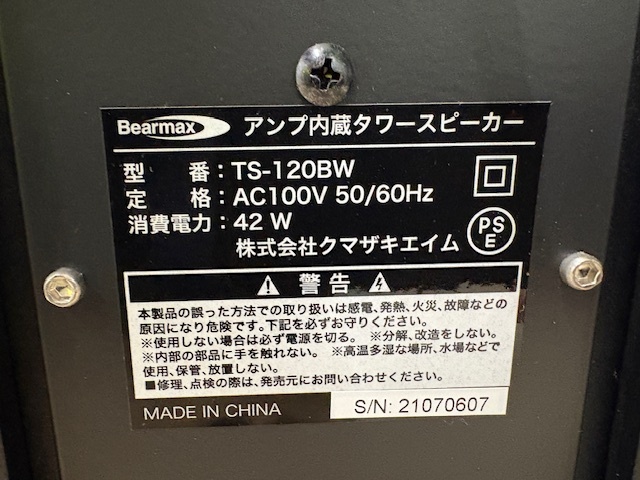 Bearmax アンプ内蔵タワースピーカー
型 番：TS-120BW
定 格：AC100V 50/60Hz
消費電力：42 W
株式会社クマザキエイム
PSE
警告
本製品の誤った方法での取り扱いは感電、発熱、火災、故障などの
原因になり危険です。下記を必ずお守りください。
※使用しない場合は必ず電源を切る。 ※分解、改造をしない。
※内部の部品に手を触れない。 ※高温多湿な場所、水場などで
使用、保管、放置しない。
■修理、点検の際は、発売元にお問い合わせください。
MADE IN CHINA S/N: 21070607